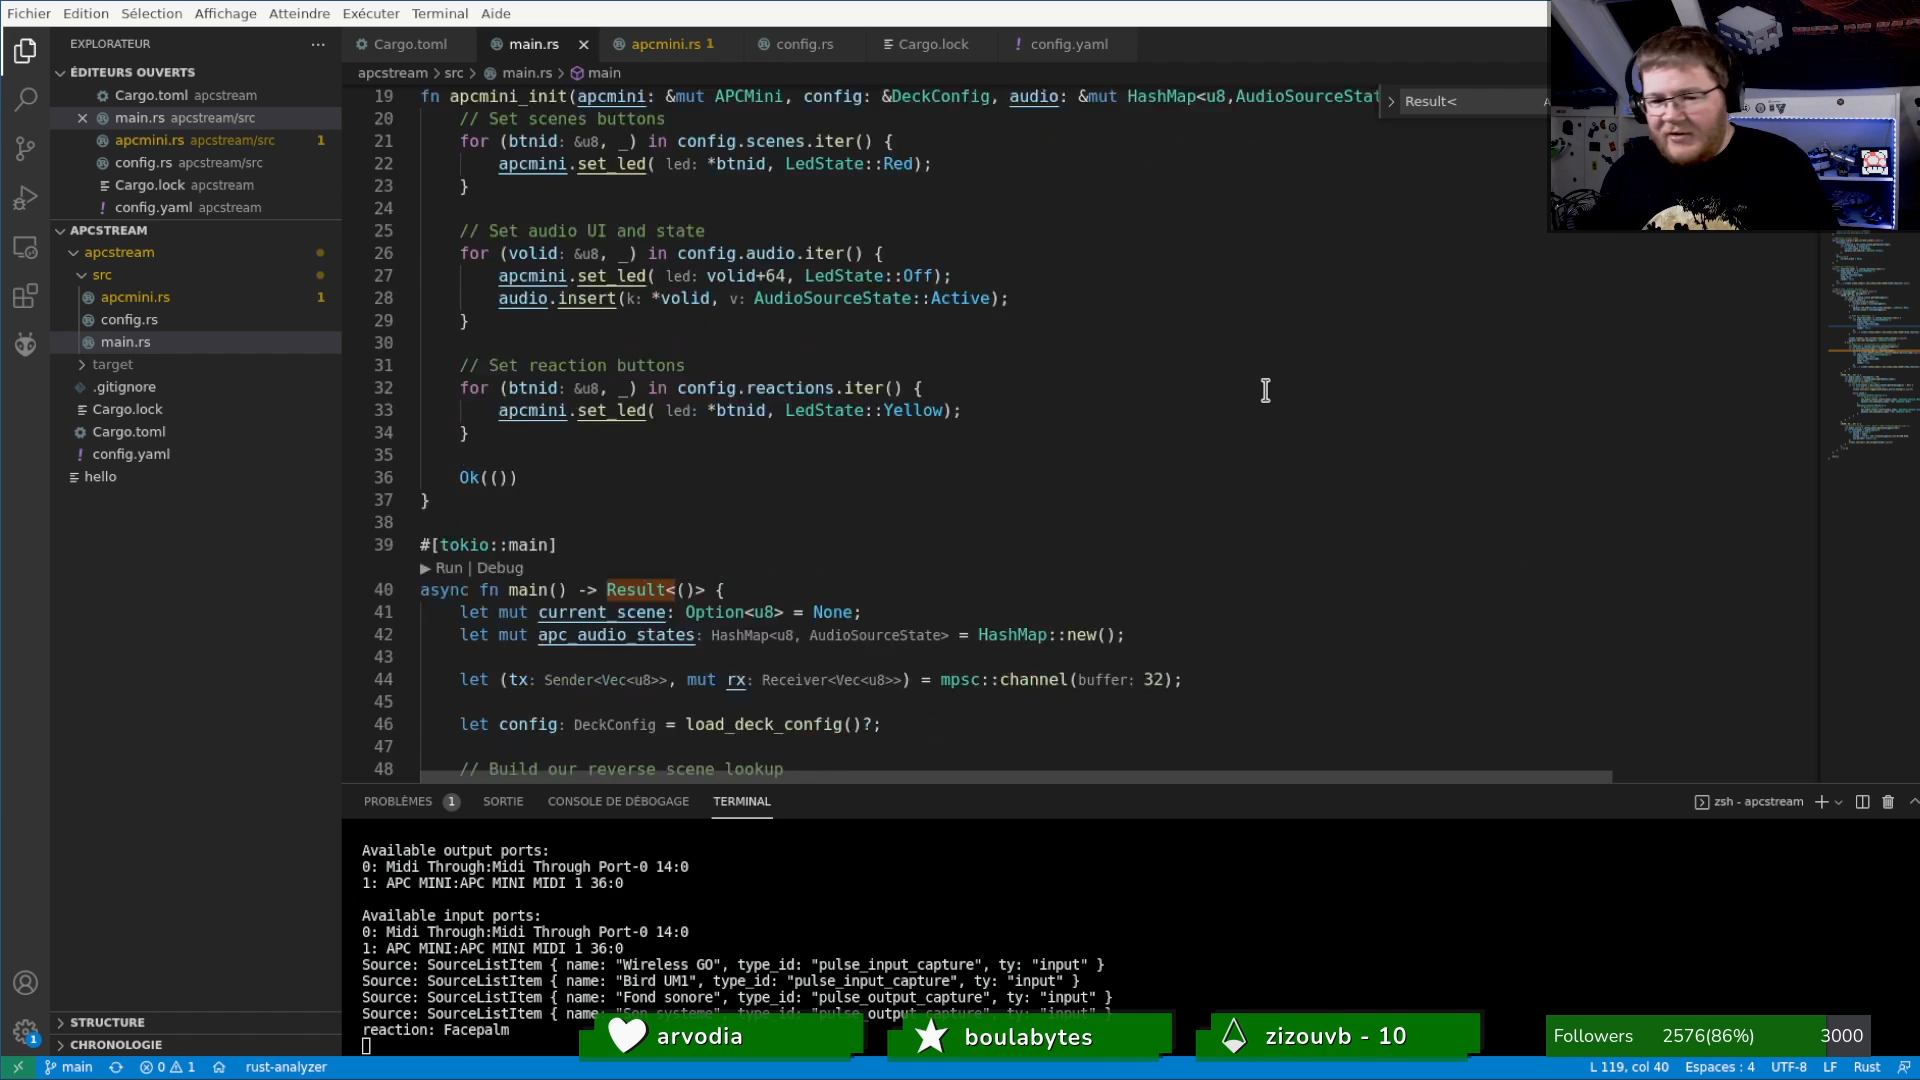 Fichier Edition Sélection Affichage Atteindre Exécuter Terminal Aide
EXPLORATEUR ···
ÉDITEURS OUVERTS
Cargo.toml apcstream
main.rs apcstream/src
apcmini.rs apcstream/src 1
config.rs apcstream/src
Cargo.lock apcstream
config.yaml apcstream
APCSTREAM
apcstream
src
apcmini.rs 1
config.rs
main.rs
target
.gitignore
Cargo.lock
Cargo.toml
config.yaml
hello
STRUCTURE
CHRONOLOGIE
Cargo.toml main.rs apcmini.rs 1 config.rs Cargo.lock config.yaml
apcstream > src > main.rs > main
Result<
19 fn apcmini_init(apcmini: &mut APCMini, config: &DeckConfig, audio: &mut HashMap<u8,AudioSourceStat
20 // Set scenes buttons
21 for (btnid: &u8, _) in config.scenes.iter() {
22 apcmini.set_led( led: *btnid, LedState::Red);
23 }
24
25 // Set audio UI and state
26 for (volid: &u8, _) in config.audio.iter() {
27 apcmini.set_led( led: volid+64, LedState::Off);
28 audio.insert(k: *volid, v: AudioSourceState::Active);
29 }
30
31 // Set reaction buttons
32 for (btnid: &u8, _) in config.reactions.iter() {
33 apcmini.set_led( led: *btnid, LedState::Yellow);
34 }
35
36 Ok(())
37 }
38
39 #[tokio::main]
▶ Run | Debug
40 async fn main() -> Result<()> {
41 let mut current_scene: Option<u8> = None;
42 let mut apc_audio_states: HashMap<u8, AudioSourceState> = HashMap::new();
43
44 let (tx: Sender<Vec<u8>>, mut rx: Receiver<Vec<u8>>) = mpsc::channel(buffer: 32);
45
46 let config: DeckConfig = load_deck_config()?;
47
48 // Build our reverse scene lookup
PROBLÈMES 1 SORTIE CONSOLE DE DÉBOGAGE TERMINAL zsh - apcstream
Available output ports:
0: Midi Through:Midi Through Port-0 14:0
1: APC MINI:APC MINI MIDI 1 36:0
Available input ports:
0: Midi Through:Midi Through Port-0 14:0
1: APC MINI:APC MINI MIDI 1 36:0
Source: SourceListItem { name: "Wireless GO", type_id: "pulse_input_capture", ty: "input" }
Source: SourceListItem { name: "Bird UM1", type_id: "pulse_input_capture", ty: "input" }
Source: SourceListItem { name: "Fond sonore", type_id: "pulse_output_capture", ty: "input" }
Source: SourceListItem { name: "Son systeme", type_id: "pulse_output_capture", ty: "input" }
reaction: Facepalm
arvodia
boulabytes
zizouvb - 10
Followers 2576(86%) 3000
main 0 1 rust-analyzer L 119, col 40 Espaces : 4 UTF-8 LF Rust